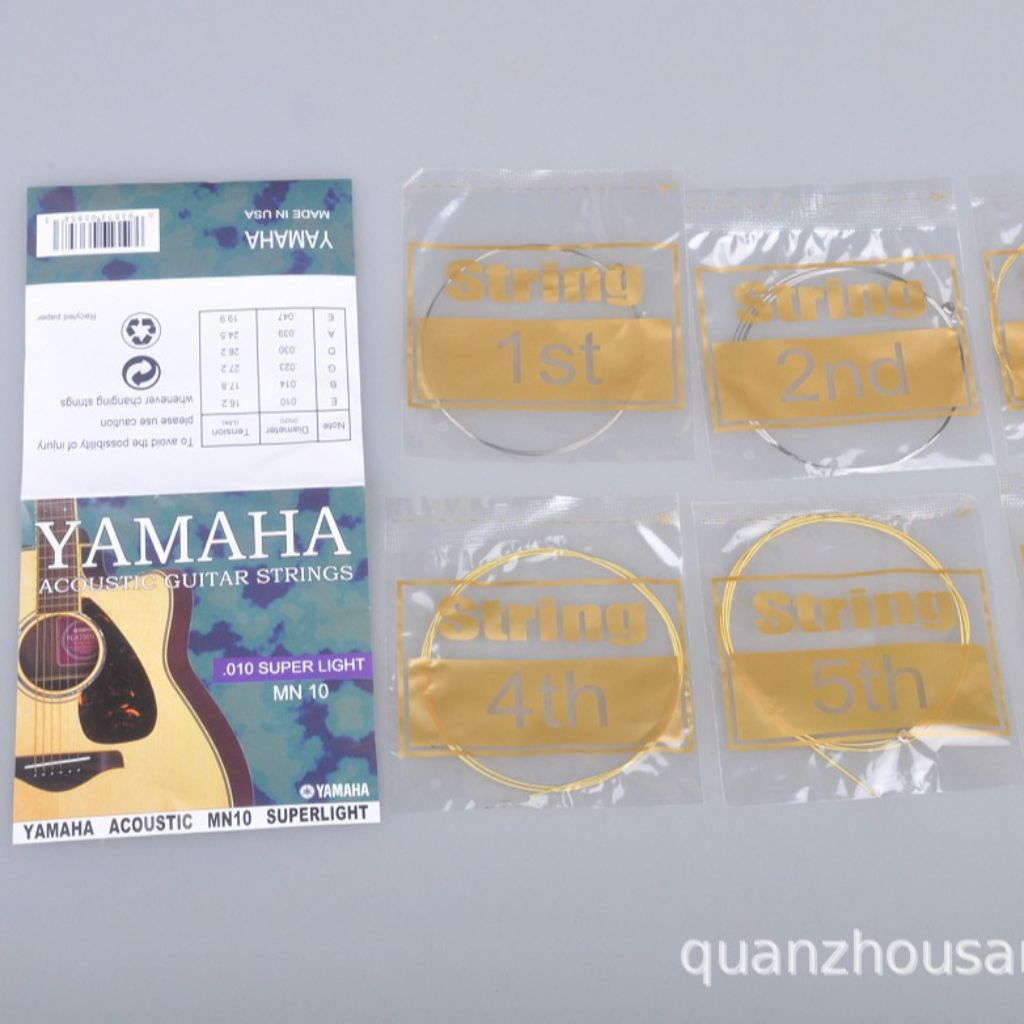 MADE IN USA
YAMAHA
Note Diameter Tension
E .010 16.2
B .014 17.8
G .023 27.2
D .030 26.2
A .039 24.5
E .047 19.9
To avoid the possibility of injury
please use caution
whenever changing strings
Recyled paper
YAMAHA
ACOUSTIC GUITAR STRINGS
.010 SUPER LIGHT
MN 10
YAMAHA
YAMAHA ACOUSTIC MN10 SUPERLIGHT
String
1st
String
2nd
String
4th
String
5th
quanzhousan